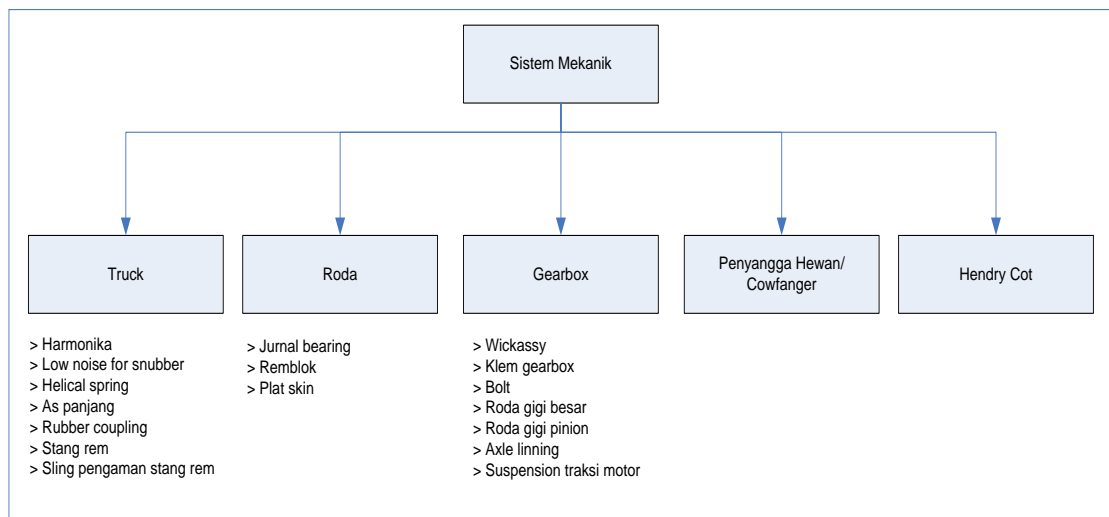 Sistem Mekanik
Truck
Roda
Gearbox
Penyangga Hewan/
Cowfanger
Hendry Cot
> Harmonika
> Low noise for snubber
> Helical spring
> As panjang
> Rubber coupling
> Stang rem
> Sling pengaman stang rem
> Jurnal bearing
> Remblok
> Plat skin
> Wickassy
> Klem gearbox
> Bolt
> Roda gigi besar
> Roda gigi pinion
> Axle linning
> Suspension traksi motor